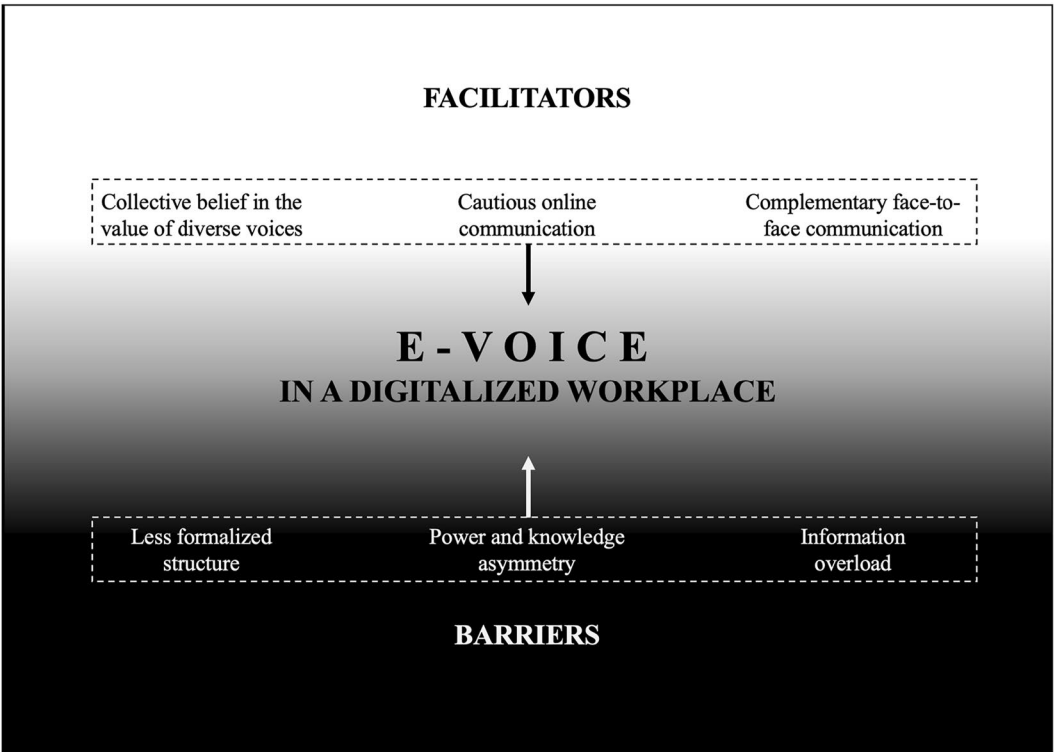 FACILITATORS
Collective belief in the
value of diverse voices
Cautious online
communication
Complementary face-to-
face communication
E - V O I C E
IN A DIGITALIZED WORKPLACE
Less formalized
structure
Power and knowledge
asymmetry
Information
overload
BARRIERS